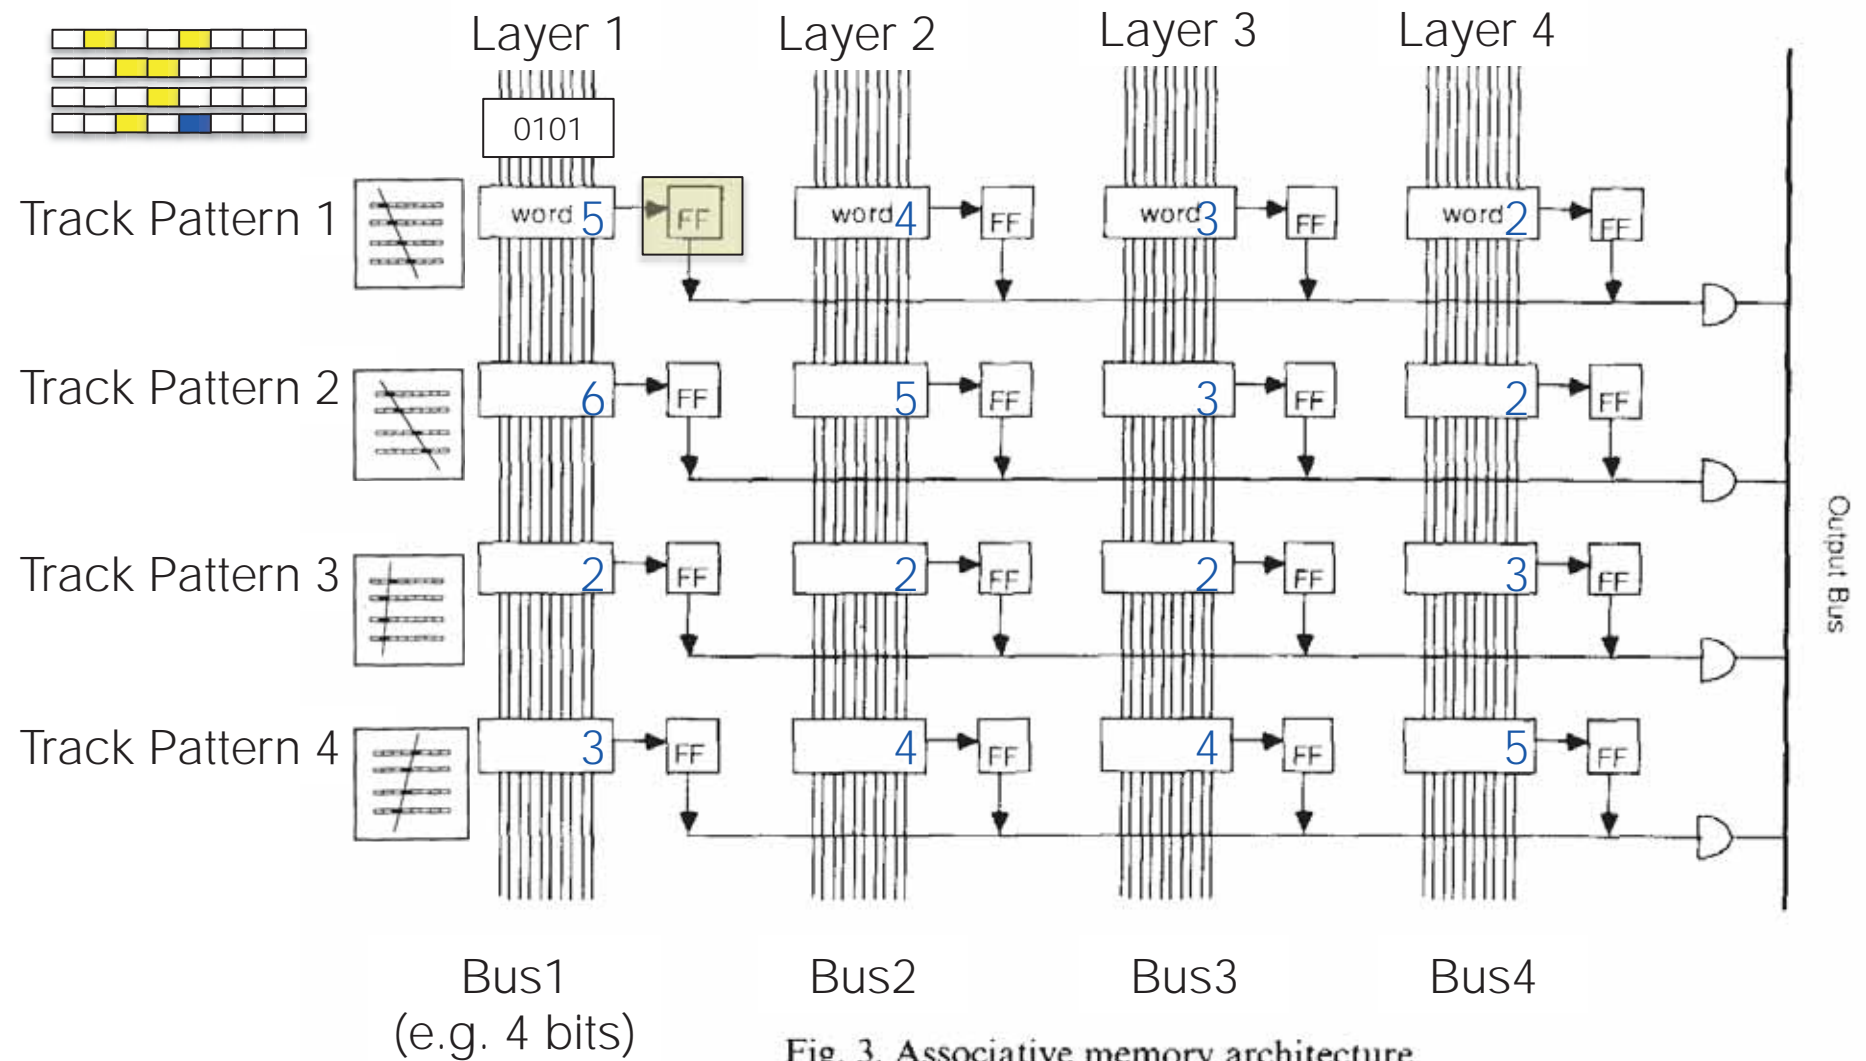 Layer 1 Layer 2 Layer 3 Layer 4
0101
Track Pattern 1 word 5 FF word 4 FF word 3 FF word 2 FF
Track Pattern 2 6 FF 5 FF 3 FF 2 FF
Track Pattern 3 2 FF 2 FF 2 FF 3 FF
Track Pattern 4 3 FF 4 FF 4 FF 5 FF
Output Bus
Bus1 Bus2 Bus3 Bus4
(e.g. 4 bits)
Fig. 3. Associative memory architecture